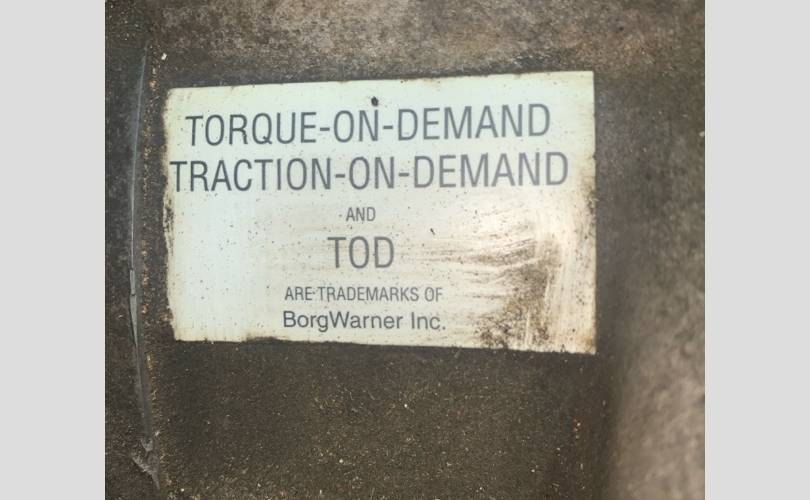 TORQUE-ON-DEMAND
TRACTION-ON-DEMAND
AND
TOD
ARE TRADEMARKS OF
BorgWarner Inc.